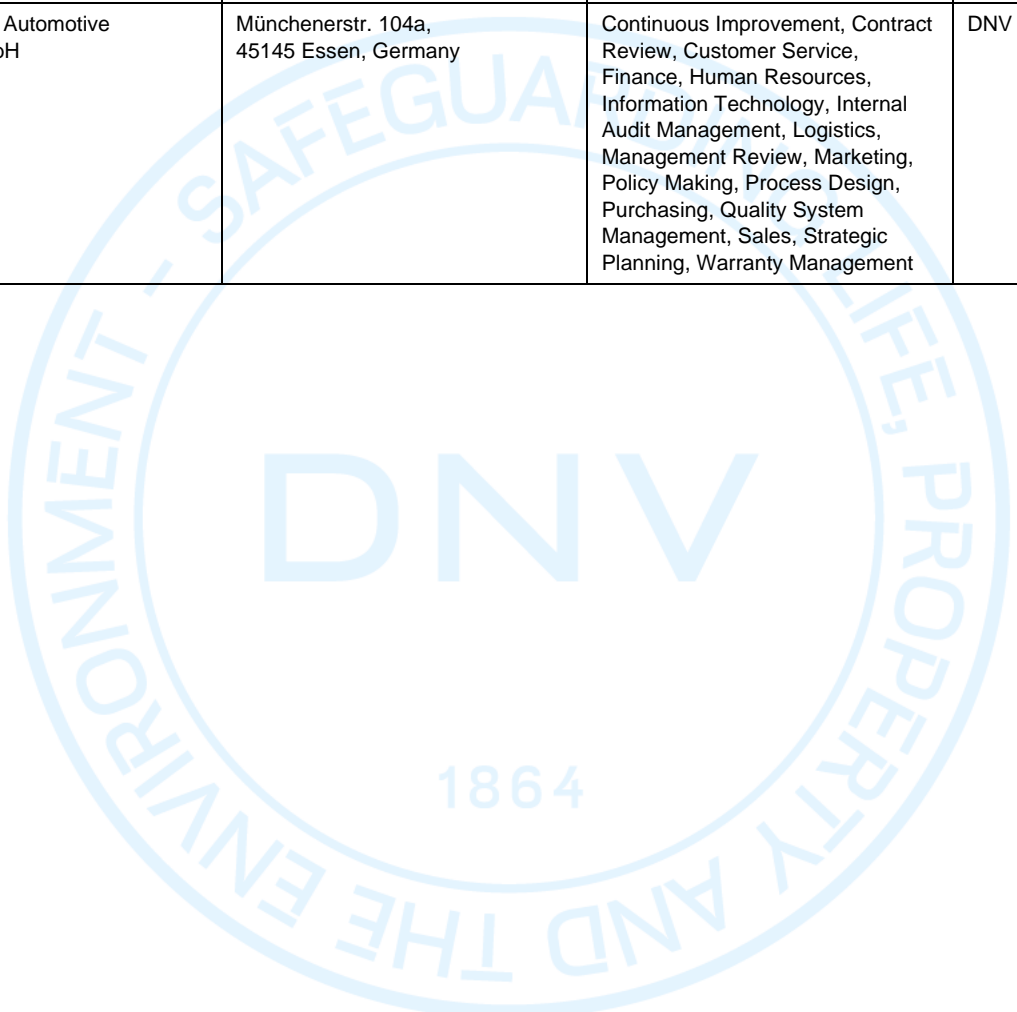 Automotive
Münchenerstr. 104a,
45145 Essen, Germany
Continuous Improvement, Contract
Review, Customer Service,
Finance, Human Resources,
Information Technology, Internal
Audit Management, Logistics,
Management Review, Marketing,
Policy Making, Process Design,
Purchasing, Quality System
Management, Sales, Strategic
Planning, Warranty Management
DNV
SAFEGUARDING LIFE, PROPERTY AND THE ENVIRONMENT -
DNV
1864